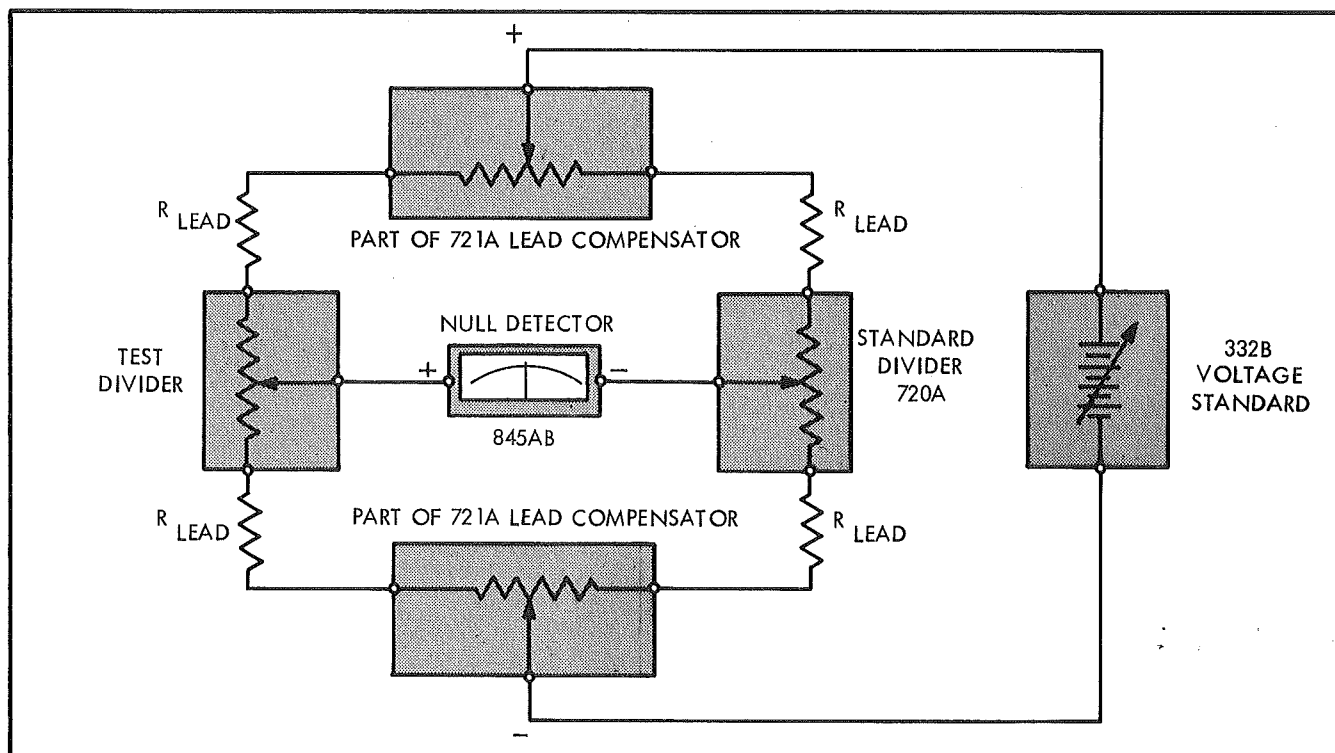 +
R LEAD
PART OF 721A LEAD COMPENSATOR
R LEAD
TEST
DIVIDER
NULL DETECTOR
+
−
845AB
STANDARD
DIVIDER
720A
332B
VOLTAGE
STANDARD
R LEAD
PART OF 721A LEAD COMPENSATOR
R LEAD
−